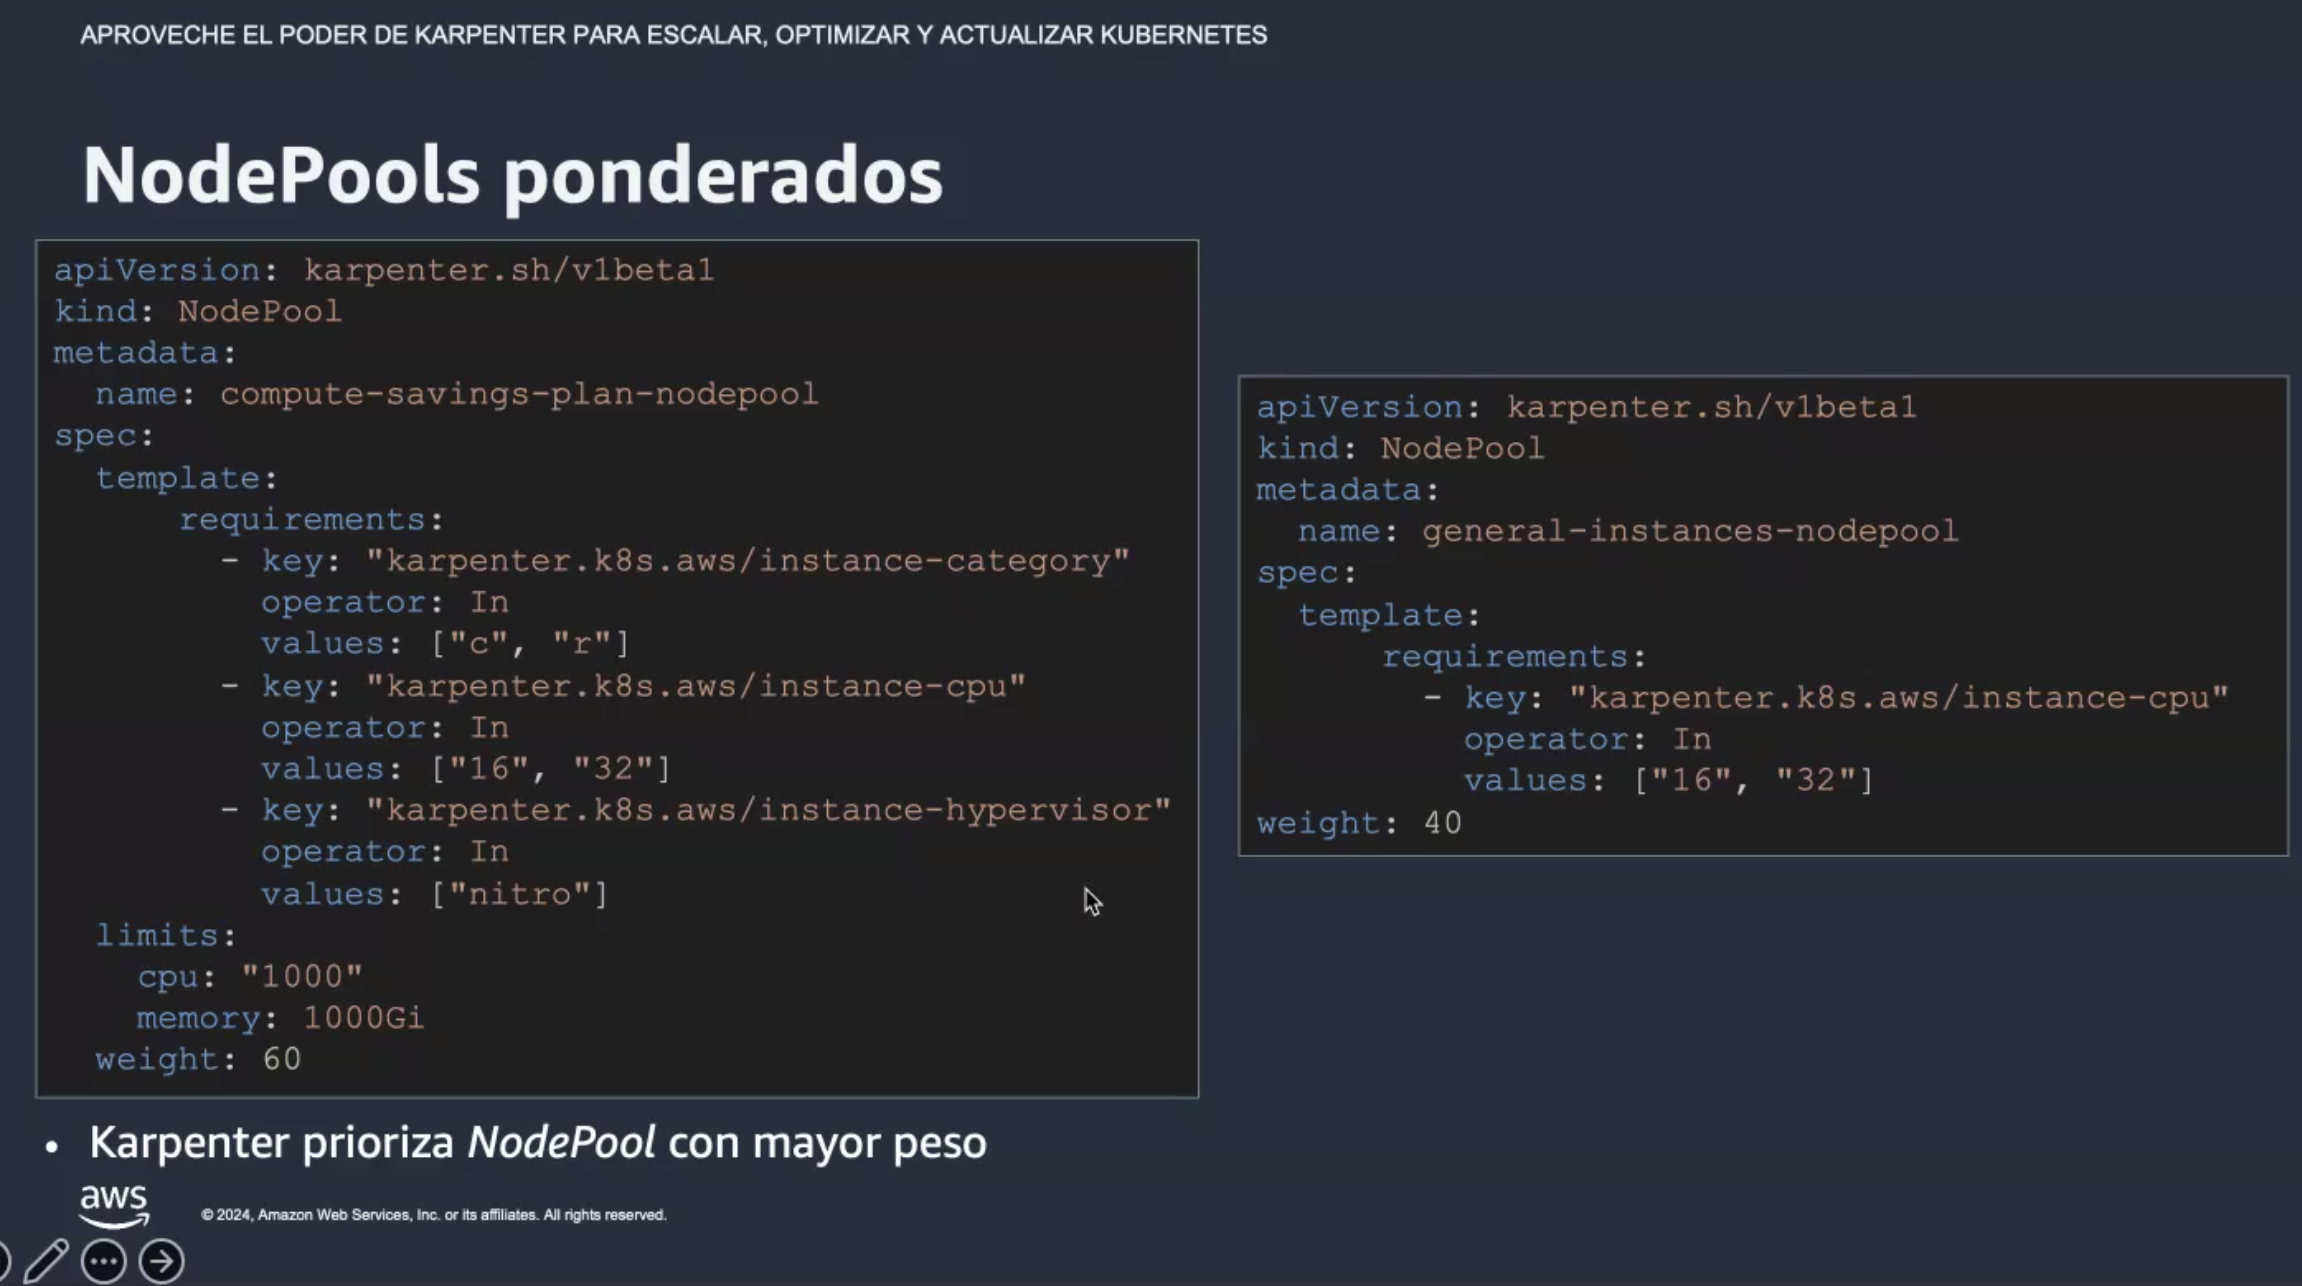 APROVECHE EL PODER DE KARPENTER PARA ESCALAR, OPTIMIZAR Y ACTUALIZAR KUBERNETES
NodePools ponderados
apiVersion: karpenter.sh/v1beta1
kind: NodePool
metadata:
  name: compute-savings-plan-nodepool
spec:
  template:
      requirements:
        - key: "karpenter.k8s.aws/instance-category"
          operator: In
          values: ["c", "r"]
        - key: "karpenter.k8s.aws/instance-cpu"
          operator: In
          values: ["16", "32"]
        - key: "karpenter.k8s.aws/instance-hypervisor"
          operator: In
          values: ["nitro"]
  limits:
    cpu: "1000"
    memory: 1000Gi
  weight: 60
apiVersion: karpenter.sh/v1beta1
kind: NodePool
metadata:
  name: general-instances-nodepool
spec:
  template:
      requirements:
        - key: "karpenter.k8s.aws/instance-cpu"
          operator: In
          values: ["16", "32"]
weight: 40
• Karpenter prioriza NodePool con mayor peso
aws
© 2024, Amazon Web Services, Inc. or its affiliates. All rights reserved.